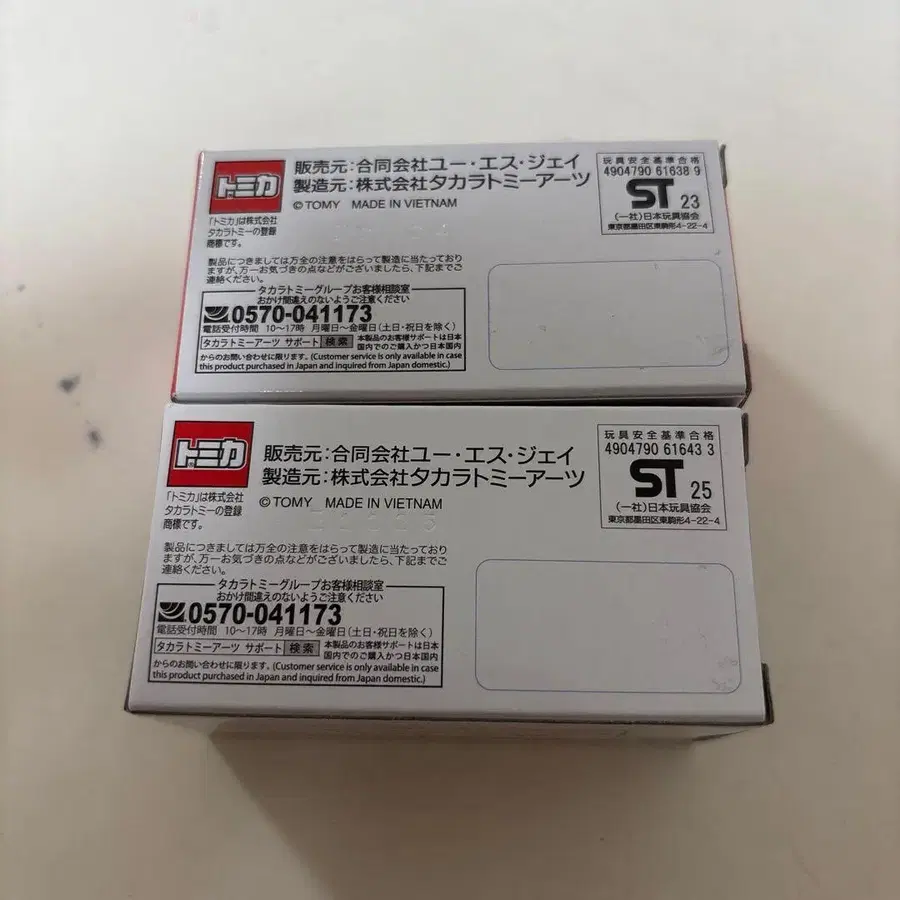 トミカ
販売元:合同会社ユー・エス・ジェイ
製造元:株式会社タカラトミーアーツ
©TOMY MADE IN VIETNAM
「トミカ」は株式会社
タカラトミーの登録
商標です。
玩具安全基準合格
4904790 61638 9
ST 23
(一社)日本玩具協会
東京都墨田区東駒形4-22-4
製品につきましては万全の注意をはらって製造に当たっており
ますが、万一お気づきの点などがございましたら、下記までご
連絡ください。
タカラトミーグループお客様相談室
おかけ間違えのないようご注意ください
0570-041173
電話受付時間 10〜17時 月曜日〜金曜日(土日・祝日を除く)
タカラトミーアーツ サポート 検索
本製品のお客様サポートは日本
国内でのご購入かつ日本国内
からのお問い合わせに限ります。(Customer service is only available in case
this product purchased in Japan and inquired from Japan domestic.)
トミカ
販売元:合同会社ユー・エス・ジェイ
製造元:株式会社タカラトミーアーツ
©TOMY MADE IN VIETNAM
「トミカ」は株式会社
タカラトミーの登録
商標です。
玩具安全基準合格
4904790 61643 3
ST 25
(一社)日本玩具協会
東京都墨田区東駒形4-22-4
製品につきましては万全の注意をはらって製造に当たっており
ますが、万一お気づきの点などがございましたら、下記までご
連絡ください。
タカラトミーグループお客様相談室
おかけ間違えのないようご注意ください
0570-041173
電話受付時間 10〜17時 月曜日〜金曜日(土日・祝日を除く)
タカラトミーアーツ サポート 検索
本製品のお客様サポートは日本
国内でのご購入かつ日本国内
からのお問い合わせに限ります。(Customer service is only available in case
this product purchased in Japan and inquired from Japan domestic.)